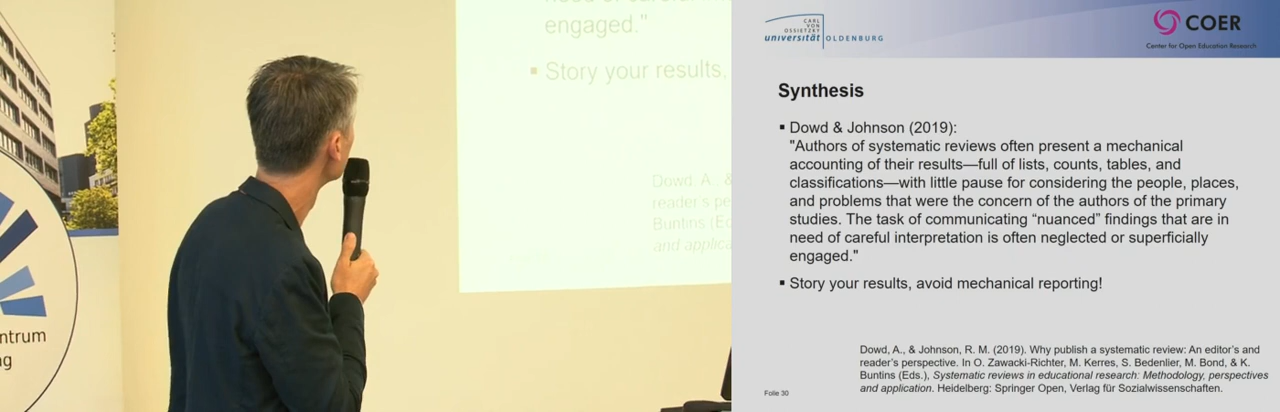 engaged."
▪ Story your results,
Dowd, A., &
reader's pe
Buntins (Eds
and applica
ntrum
g
CARL
VON
OSSIETZKY
universität OLDENBURG
COER
Center for Open Education Research
Synthesis
▪ Dowd & Johnson (2019):
"Authors of systematic reviews often present a mechanical
accounting of their results—full of lists, counts, tables, and
classifications—with little pause for considering the people, places,
and problems that were the concern of the authors of the primary
studies. The task of communicating “nuanced” findings that are in
need of careful interpretation is often neglected or superficially
engaged."
▪ Story your results, avoid mechanical reporting!
Dowd, A., & Johnson, R. M. (2019). Why publish a systematic review: An editor’s and
reader’s perspective. In O. Zawacki-Richter, M. Kerres, S. Bedenlier, M. Bond, & K.
Buntins (Eds.), Systematic reviews in educational research: Methodology, perspectives
and application. Heidelberg: Springer Open, Verlag für Sozialwissenschaften.
Folie 30